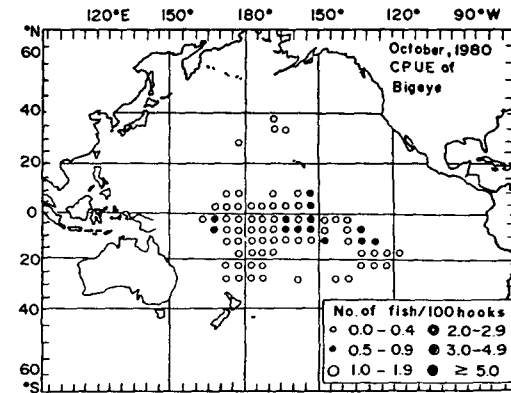 120°E 150° 180° 150° 120° 90°W
°N
60
October, 1980
CPUE of
Bigeye
40
20
0
20
40
60
°S
No. of fish/100 hooks
0.0-0.4 2.0-2.9
0.5-0.9 3.0-4.9
1.0-1.9 ≥ 5.0